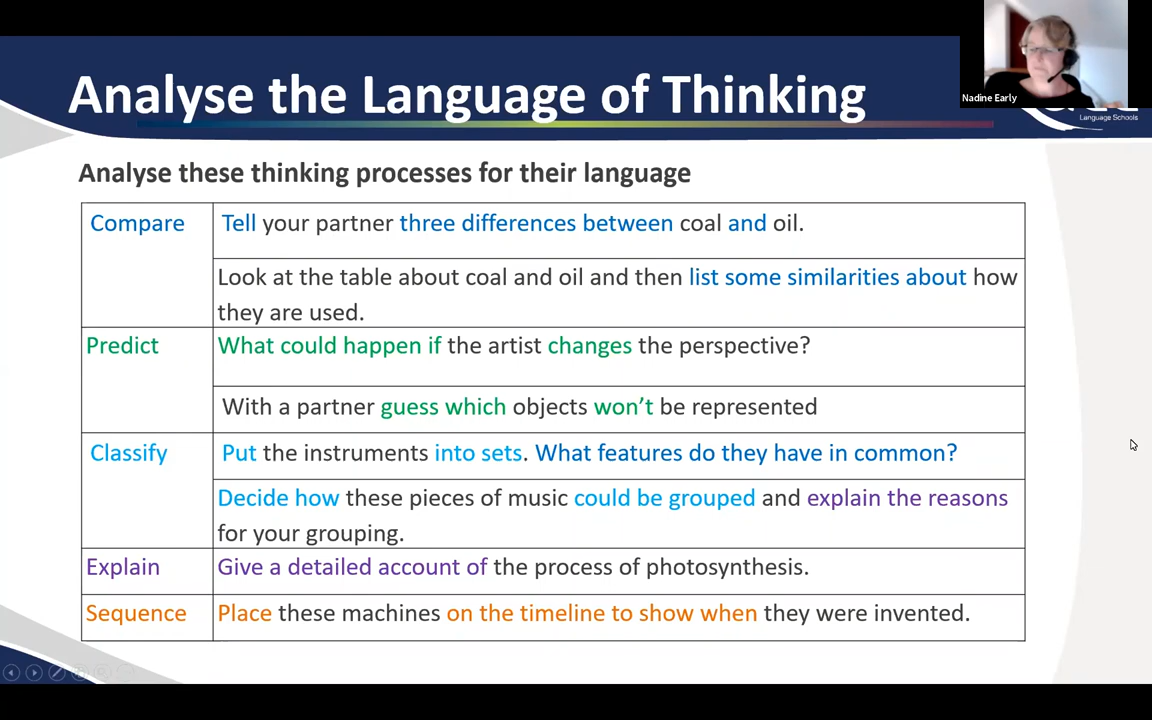 Analyse the Language of Thinking
Nadine Early
Language Schools
Analyse these thinking processes for their language
Compare
Tell your partner three differences between coal and oil.
Look at the table about coal and oil and then list some similarities about how
they are used.
Predict
What could happen if the artist changes the perspective?
With a partner guess which objects won't be represented
Classify
Put the instruments into sets. What features do they have in common?
Decide how these pieces of music could be grouped and explain the reasons
for your grouping.
Explain
Give a detailed account of the process of photosynthesis.
Sequence
Place these machines on the timeline to show when they were invented.